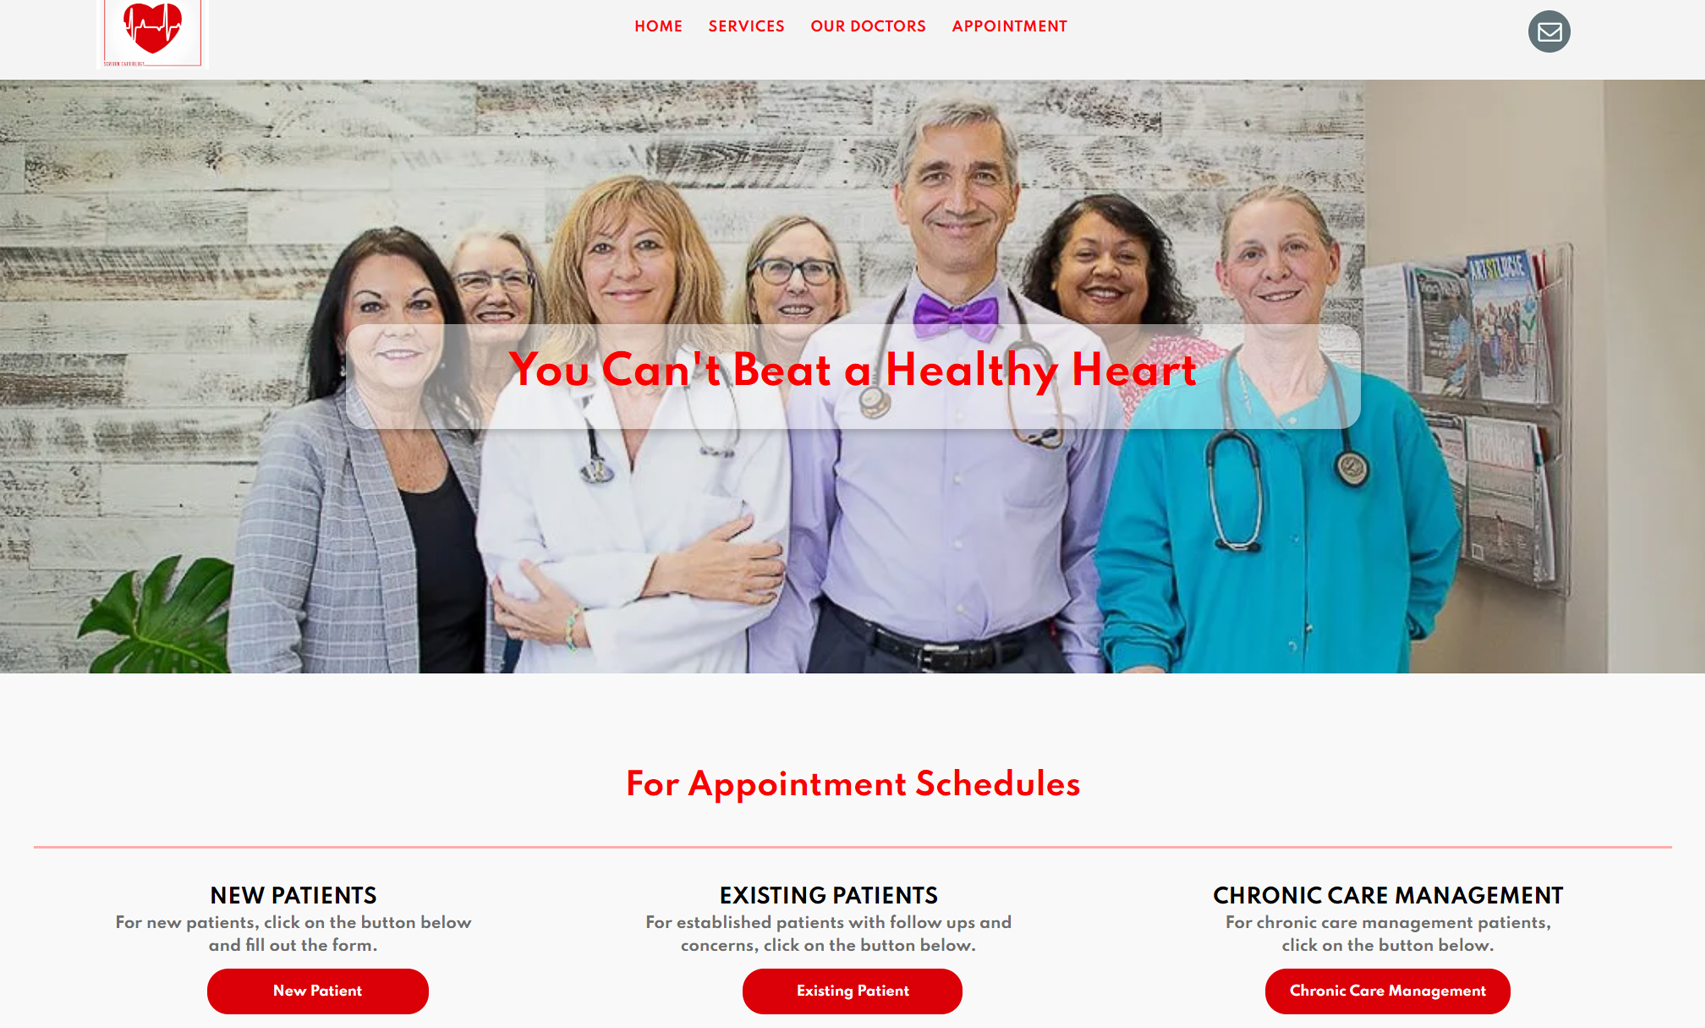 HOME SERVICES OUR DOCTORS APPOINTMENT
ART ST LUCIE
You Can't Beat a Healthy Heart
For Appointment Schedules
NEW PATIENTS
For new patients, click on the button below
and fill out the form.
New Patient
EXISTING PATIENTS
For established patients with follow ups and
concerns, click on the button below.
Existing Patient
CHRONIC CARE MANAGEMENT
For chronic care management patients,
click on the button below.
Chronic Care Management